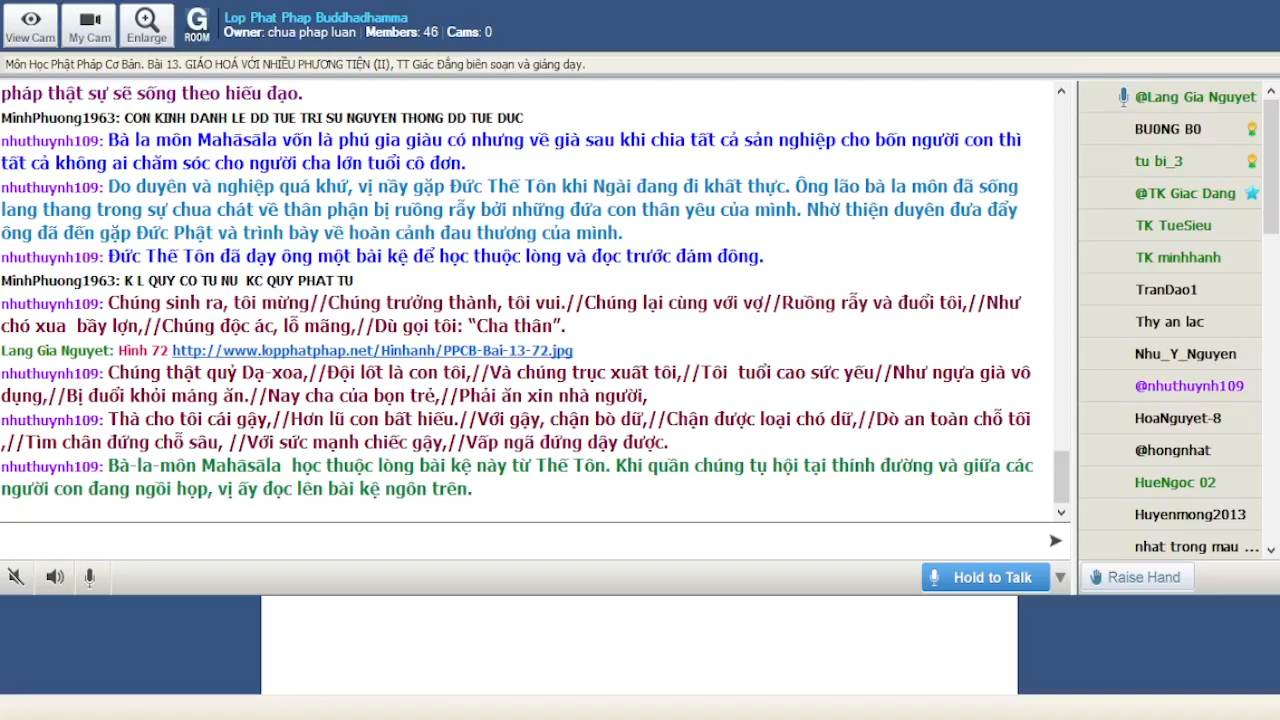 View Cam
My Cam
Enlarge
G
ROOM
Lop Phat Phap Buddhadhamma
Owner: chua phap luan | Members: 46 | Cams: 0
Môn Học Phật Pháp Cơ Bản. Bài 13. GIÁO HOÁ VỚI NHIỀU PHƯƠNG TIỆN (II), TT Giác Đẳng biên soạn và giảng dạy.
pháp thật sự sẽ sống theo hiếu đạo.
MinhPhuong1963: CON KINH DANH LE DD TUE TRI SU NGUYEN THONG DD TUE DUC
nhuthuynh109: Bà la môn Mahāsāla vốn là phú gia giàu có nhưng về già sau khi chia tất cả sản nghiệp cho bốn người con thì
tất cả không ai chăm sóc cho người cha lớn tuổi cô đơn.
nhuthuynh109: Do duyên và nghiệp quá khứ, vị nầy gặp Đức Thế Tôn khi Ngài đang đi khất thực. Ông lão bà la môn đã sống
lang thang trong sự chua chát về thân phận bị ruồng rẫy bởi những đứa con thân yêu của mình. Nhờ thiện duyên đưa đẩy
ông đã đến gặp Đức Phật và trình bày về hoàn cảnh đau thương của mình.
nhuthuynh109: Đức Thế Tôn đã dạy ông một bài kệ để học thuộc lòng và đọc trước đám đông.
MinhPhuong1963: K L QUY CO TU NU  KC QUY PHAT TU
nhuthuynh109: Chúng sinh ra, tôi mừng//Chúng trưởng thành, tôi vui.//Chúng lại cùng với vợ//Ruồng rẫy và đuổi tôi,//Như
chó xua  bầy lợn,//Chúng độc ác, lỗ mãng,//Dù gọi tôi: “Cha thân”.
Lang Gia Nguyet: Hình 72 http://www.lopphatphap.net/Hinhanh/PPCB-Bai-13-72.jpg
nhuthuynh109: Chúng thật quỷ Dạ-xoa,//Đội lốt là con tôi,//Và chúng trục xuất tôi,//Tôi  tuổi cao sức yếu//Như ngựa già vô
dụng,//Bị đuổi khỏi máng ăn.//Nay cha của bọn trẻ,//Phải ăn xin nhà người,
nhuthuynh109: Thà cho tôi cái gậy,//Hơn lũ con bất hiếu.//Với gậy, chận bò dữ,//Chận được loại chó dữ,//Dò an toàn chỗ tối
,//Tìm chân đứng chỗ sâu, //Với sức mạnh chiếc gậy,//Vấp ngã đứng dậy được.
nhuthuynh109: Bà-la-môn Mahāsāla  học thuộc lòng bài kệ này từ Thế Tôn. Khi quần chúng tụ hội tại thính đường và giữa các
người con đang ngồi họp, vị ấy đọc lên bài kệ ngôn trên.
Hold to Talk
@Lang Gia Nguyet
BU0NG B0
tu bi_3
@TK Giac Dang
TK TueSieu
TK minhhanh
TranDao1
Thy an lac
Nhu_Y_Nguyen
@nhuthuynh109
HoaNguyet-8
@hongnhat
HueNgoc 02
Huyenmong2013
nhat trong mau ...
Raise Hand